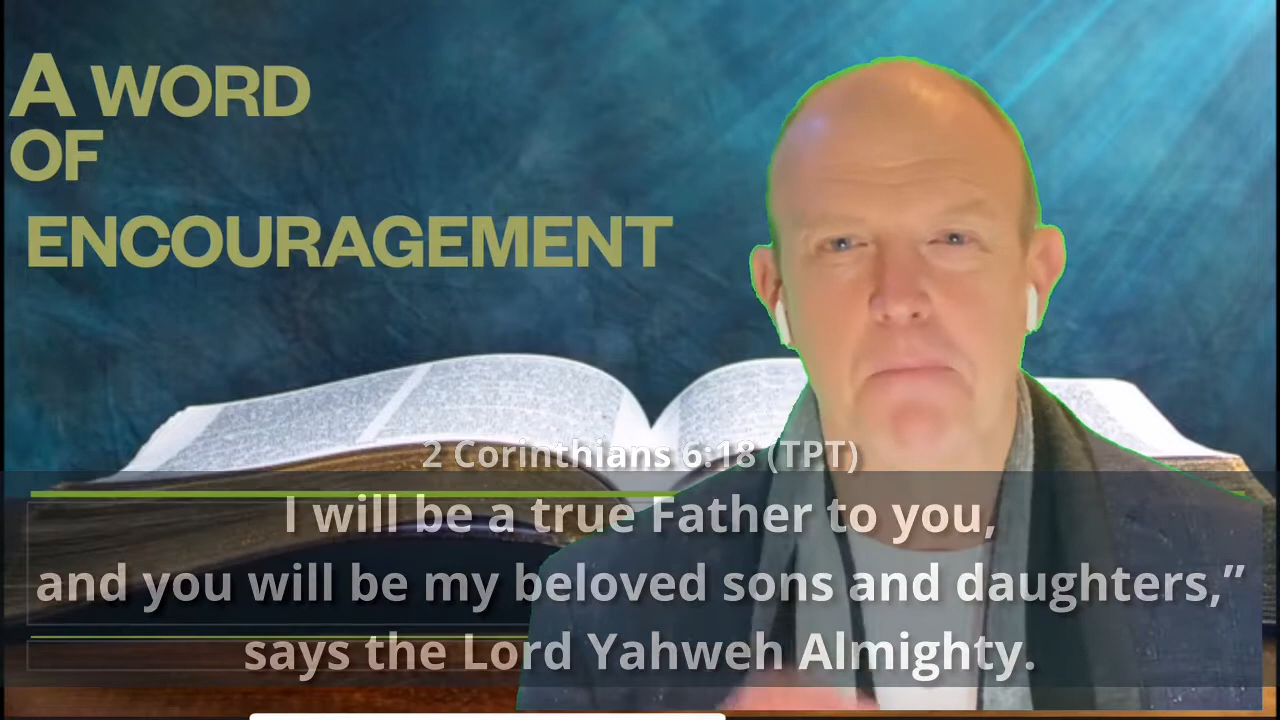 A WORD
OF
ENCOURAGEMENT
2 Corinthians 6:18 (TPT)
I will be a true Father to you,
and you will be my beloved sons and daughters,”
says the Lord Yahweh Almighty.